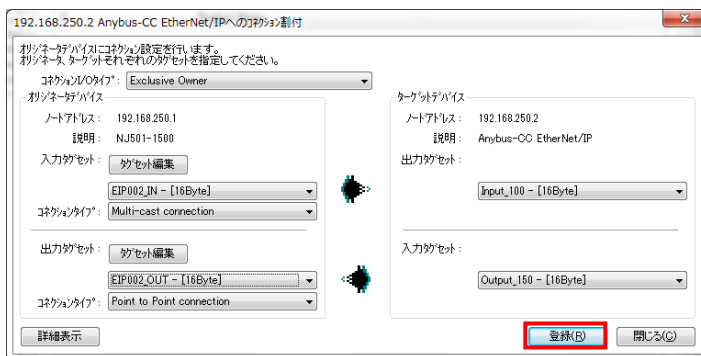 192.168.250.2 Anybus-CC EtherNet/IPへのコネクション割付
オリジネータデバイスにコネクション設定を行います。
オリジネータ、ターゲットそれぞれのタグセットを指定してください。
コネクションI/Oタイプ: Exclusive Owner
オリジネータデバイス
ノードアドレス: 192.168.250.1
説明: NJ501-1500
入力タグセット: タグセット編集
EIP002_IN - [16Byte]
コネクションタイプ: Multi-cast connection
出力タグセット: タグセット編集
EIP002_OUT - [16Byte]
コネクションタイプ: Point to Point connection
ターゲットデバイス
ノードアドレス: 192.168.250.2
説明: Anybus-CC EtherNet/IP
出力タグセット:
Input_100 - [16Byte]
入力タグセット:
Output_150 - [16Byte]
詳細表示
登録(R)
閉じる(C)